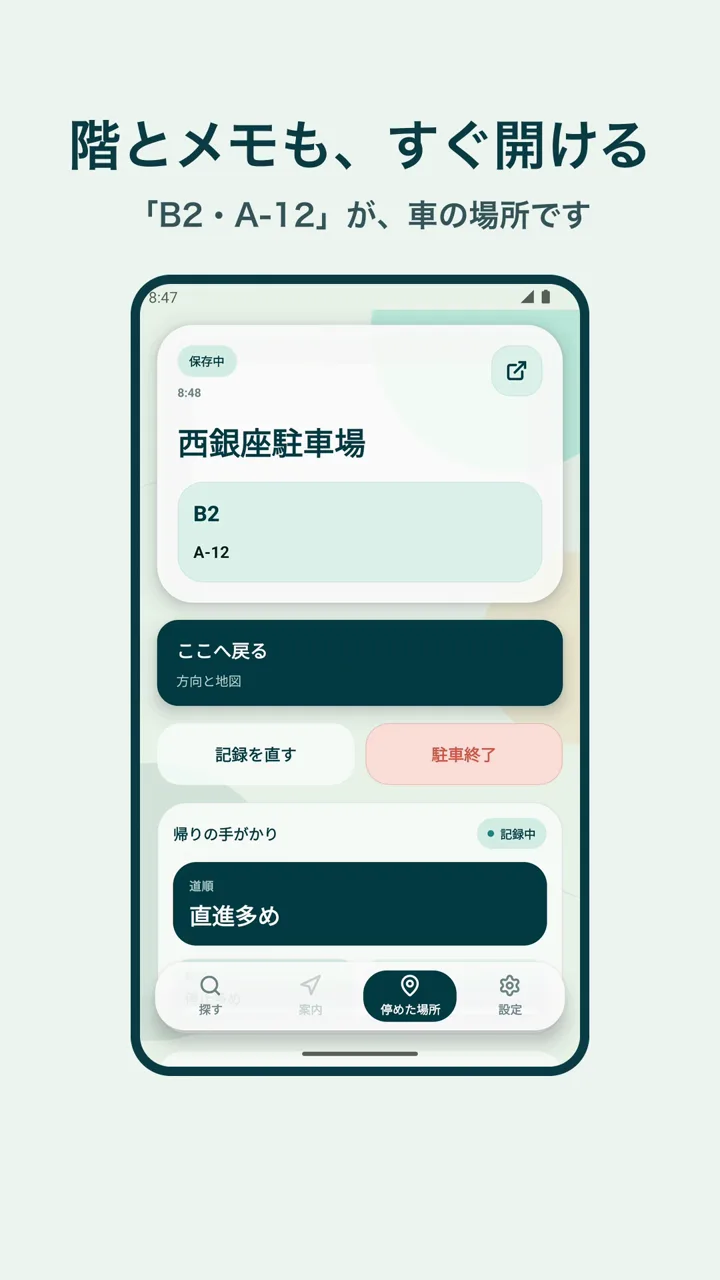 階とメモも、すぐ開ける
「B2・A-12」が、車の場所です
8:47
保存中
8:48
西銀座駐車場
B2
A-12
ここへ戻る
方向と地図
記録を直す
駐車終了
帰りの手がかり
記録中
道順
直進多め
探す
案内
停めた場所
設定